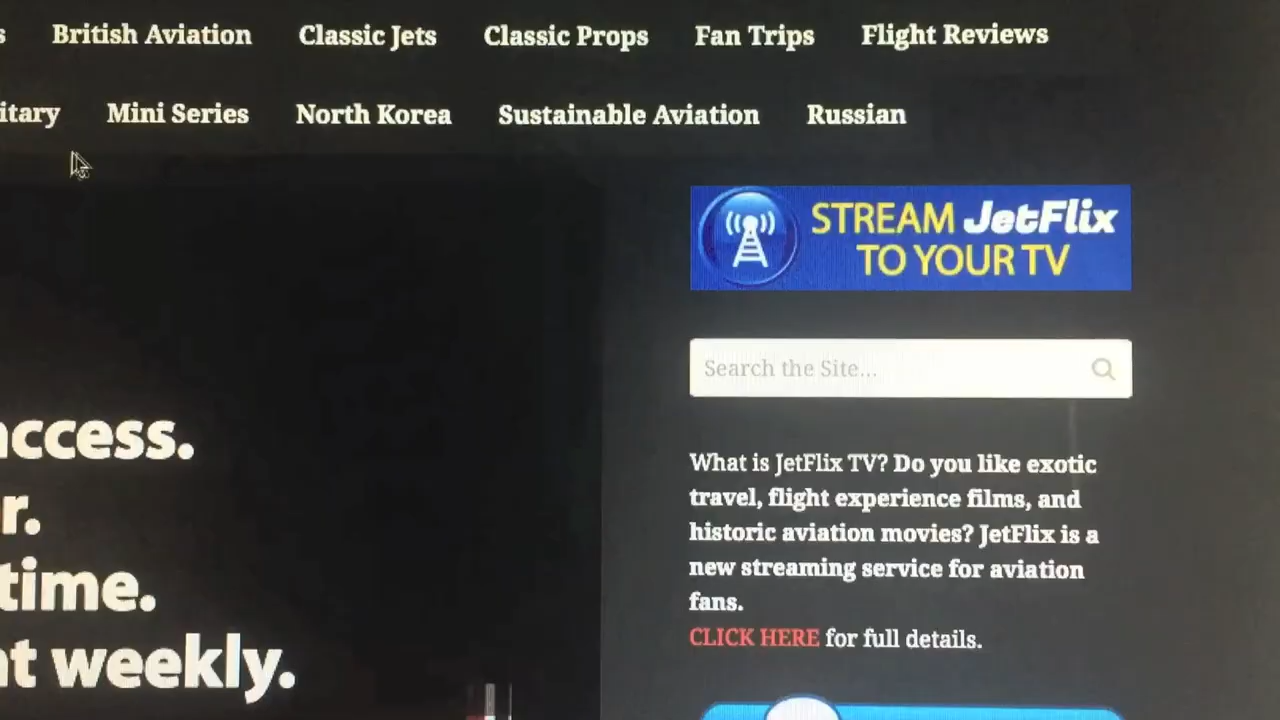 s British Aviation Classic Jets Classic Props Fan Trips Flight Reviews
itary Mini Series North Korea Sustainable Aviation Russian
STREAM JetFlix
TO YOUR TV
Search the Site...
access.
r.
time.
nt weekly.
What is JetFlix TV? Do you like exotic
travel, flight experience films, and
historic aviation movies? JetFlix is a
new streaming service for aviation
fans.
CLICK HERE for full details.